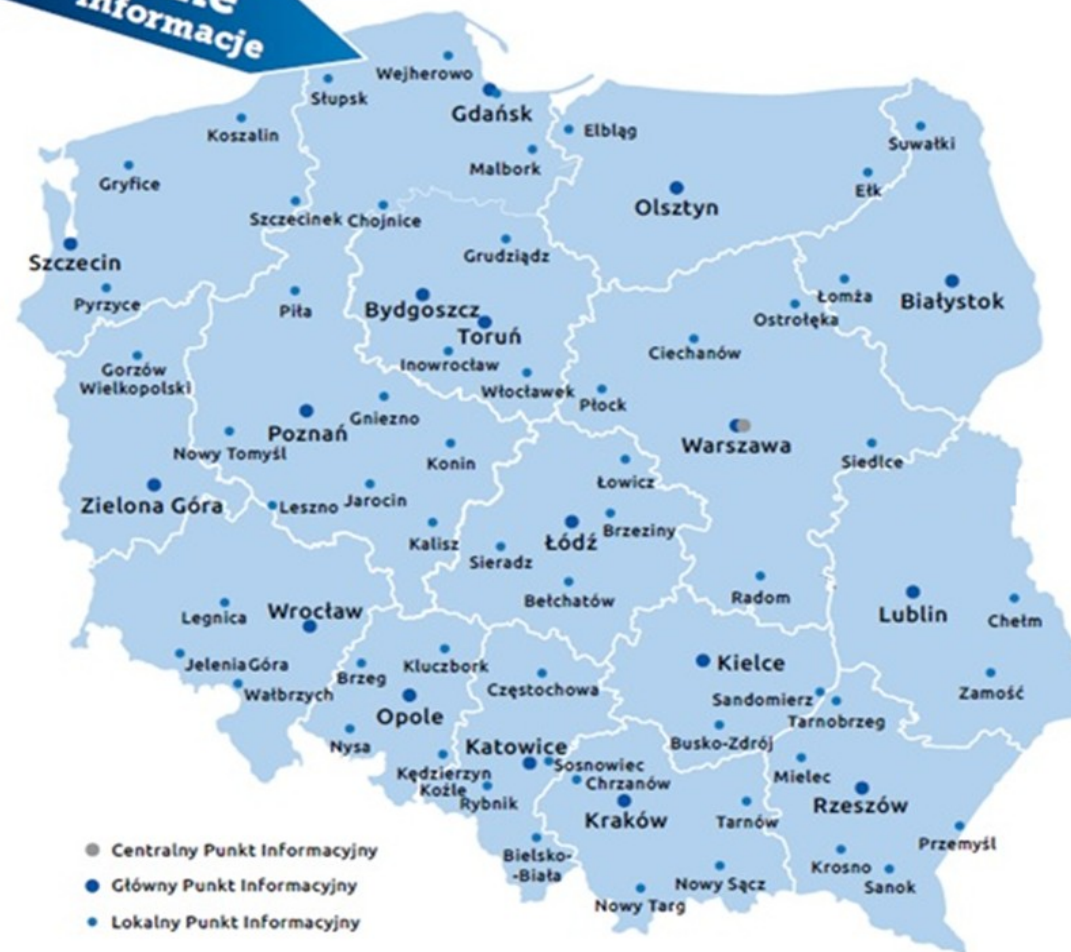 Informacje
Wejherowo
Słupsk
Gdańsk
Koszalin
Elbląg
Suwałki
Malbork
Gryfice
Ełk
Olsztyn
Szczecinek
Chojnice
Grudziądz
Szczecin
Pyrzyce
Piła
Bydgoszcz
Toruń
Łomża
Białystok
Ostrołęka
Ciechanów
Inowrocław
Gorzów
Wielkopolski
Włocławek
Płock
Gniezno
Poznań
Warszawa
Nowy Tomyśl
Konin
Siedlce
Łowicz
Zielona Góra
Leszno
Jarocin
Brzeziny
Kalisz
Łódź
Sieradz
Bełchatów
Radom
Legnica
Wrocław
Lublin
Chełm
Jelenia Góra
Kluczbork
Kielce
Brzeg
Wałbrzych
Częstochowa
Zamość
Sandomierz
Opole
Tarnobrzeg
Nysa
Katowice
Busko-Zdrój
Sosnowiec
Kędzierzyn
Koźle
Chrzanów
Mielec
Rybnik
Rzeszów
Kraków
Tarnów
Przemyśl
Bielsko-
-Biała
Krosno
Sanok
Nowy Sącz
Nowy Targ
Centralny Punkt Informacyjny
Główny Punkt Informacyjny
Lokalny Punkt Informacyjny